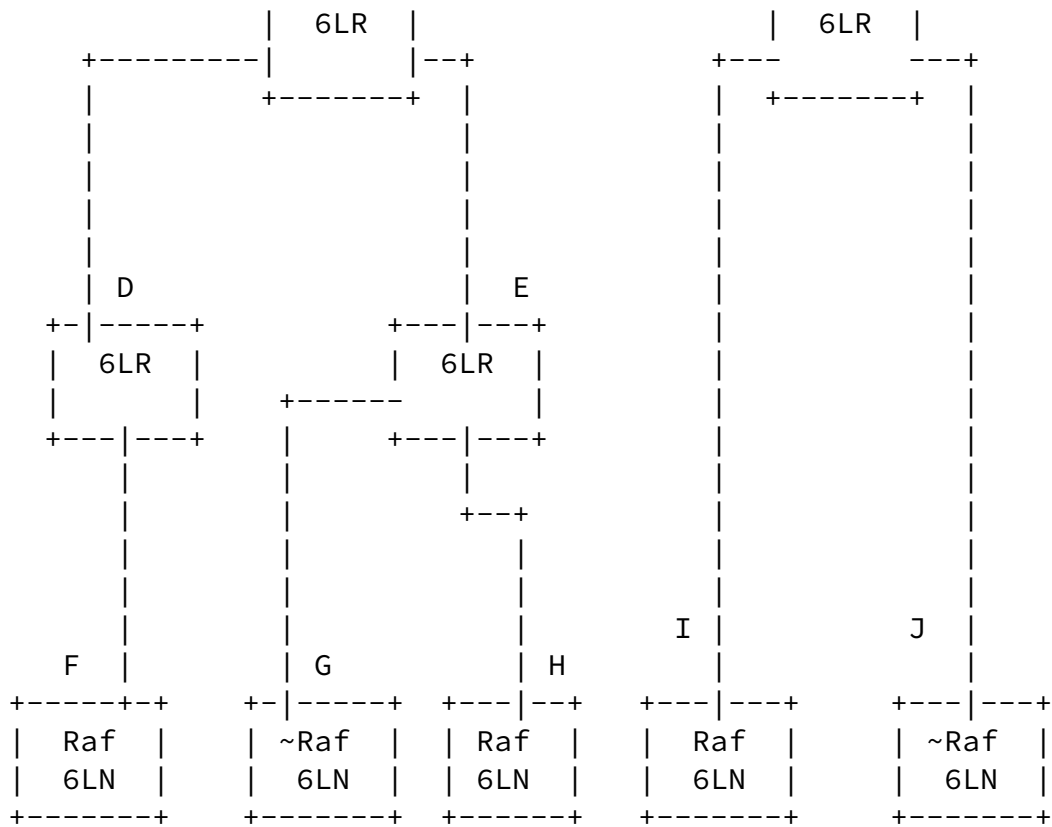 6LR 6LR
D E
6LR 6LR
I J
F G H
Raf ~Raf Raf Raf ~Raf
6LN 6LN 6LN 6LN 6LN